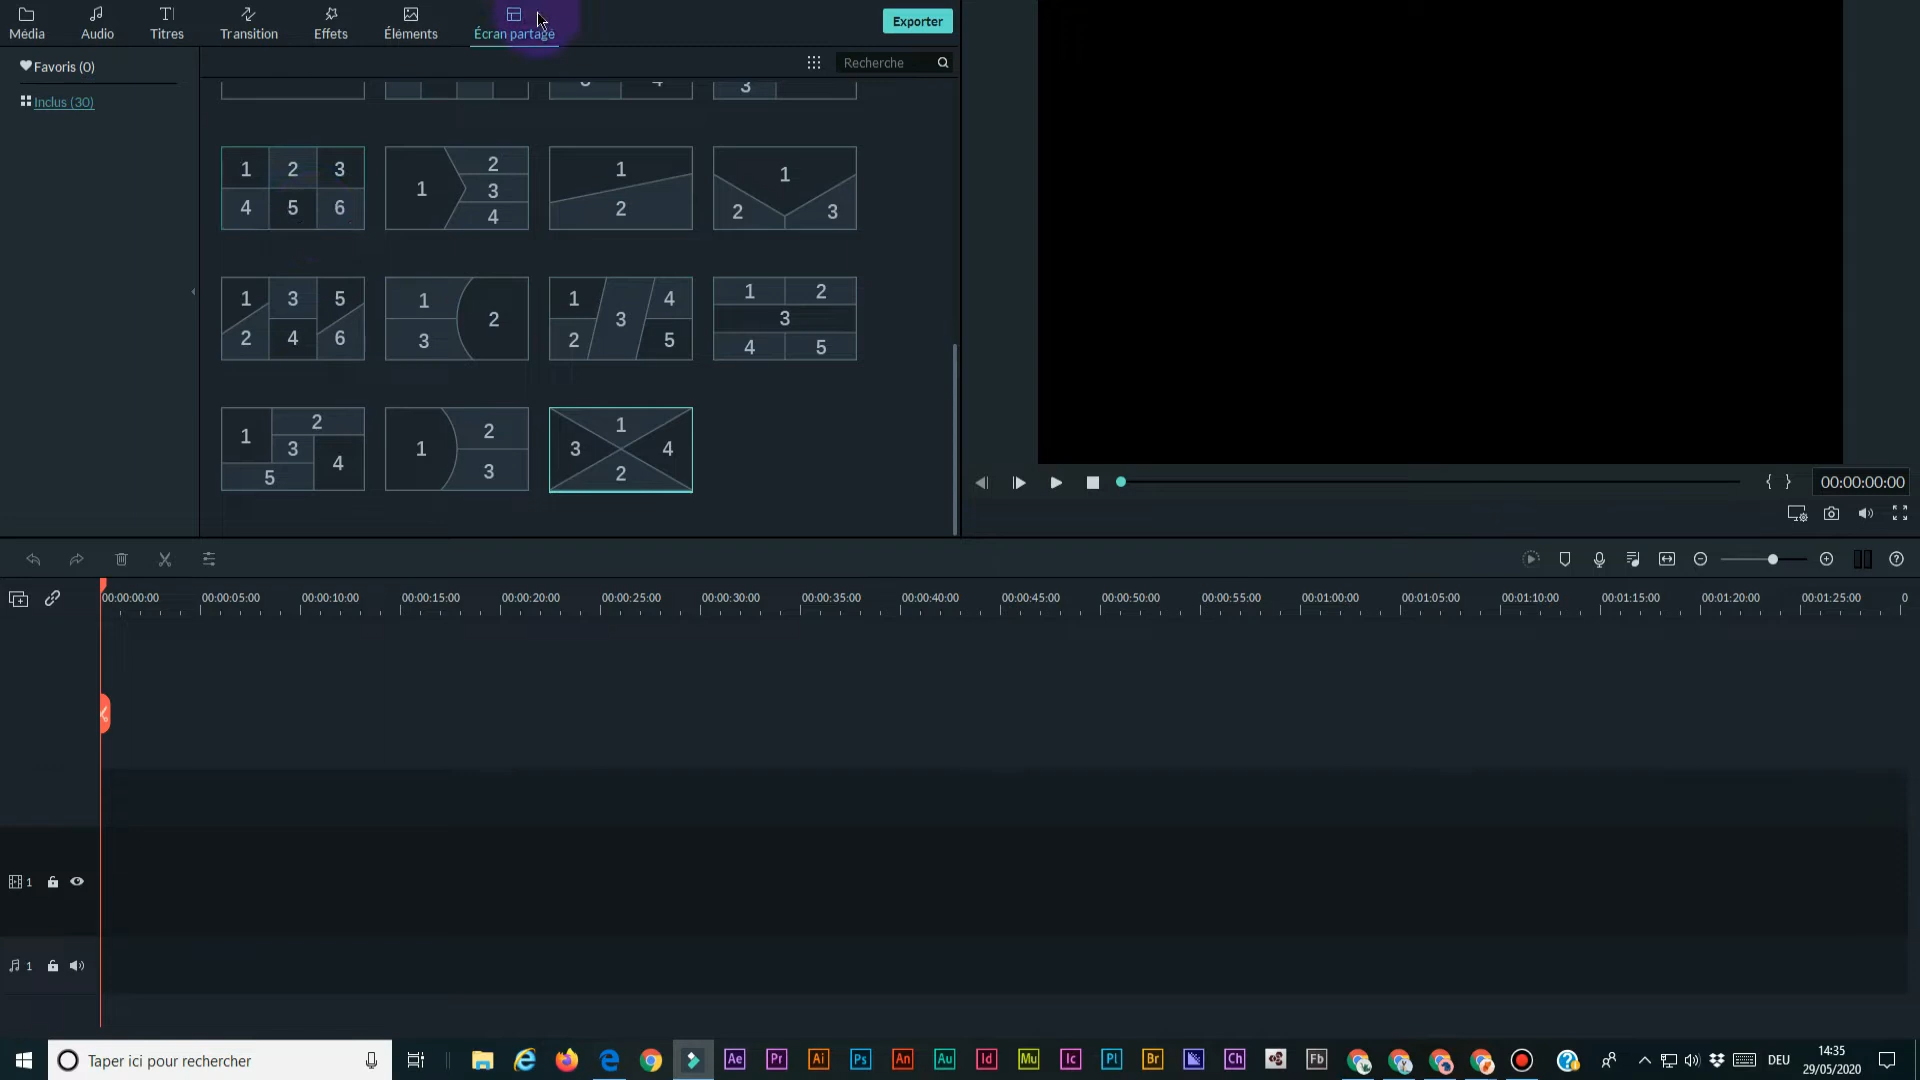 Média Audio Titres Transition Effets Éléments Écran partagé Exporter
Favoris (0)
Recherche
Inclus (30)
3
1 2 3 4 5 6
1 2 3 4
1 2
1 2 3
1 3 5 2 4 6
1 2 3
1 4 3 2 5
1 2 3 4 5
1 2 3 4 5
1 2 3
1 3 4 2
00:00:00:00
00:00:00:00 00:00:05:00 00:00:10:00 00:00:15:00 00:00:20:00 00:00:25:00 00:00:30:00 00:00:35:00 00:00:40:00 00:00:45:00 00:00:50:00 00:00:55:00 00:01:00:00 00:01:05:00 00:01:10:00 00:01:15:00 00:01:20:00 00:01:25:00 0
1
1
Taper ici pour rechercher
Ae Pr Ai Ps An Au Id Mu Ic Pl Br Ch Fb
DEU
14:35
29/05/2020